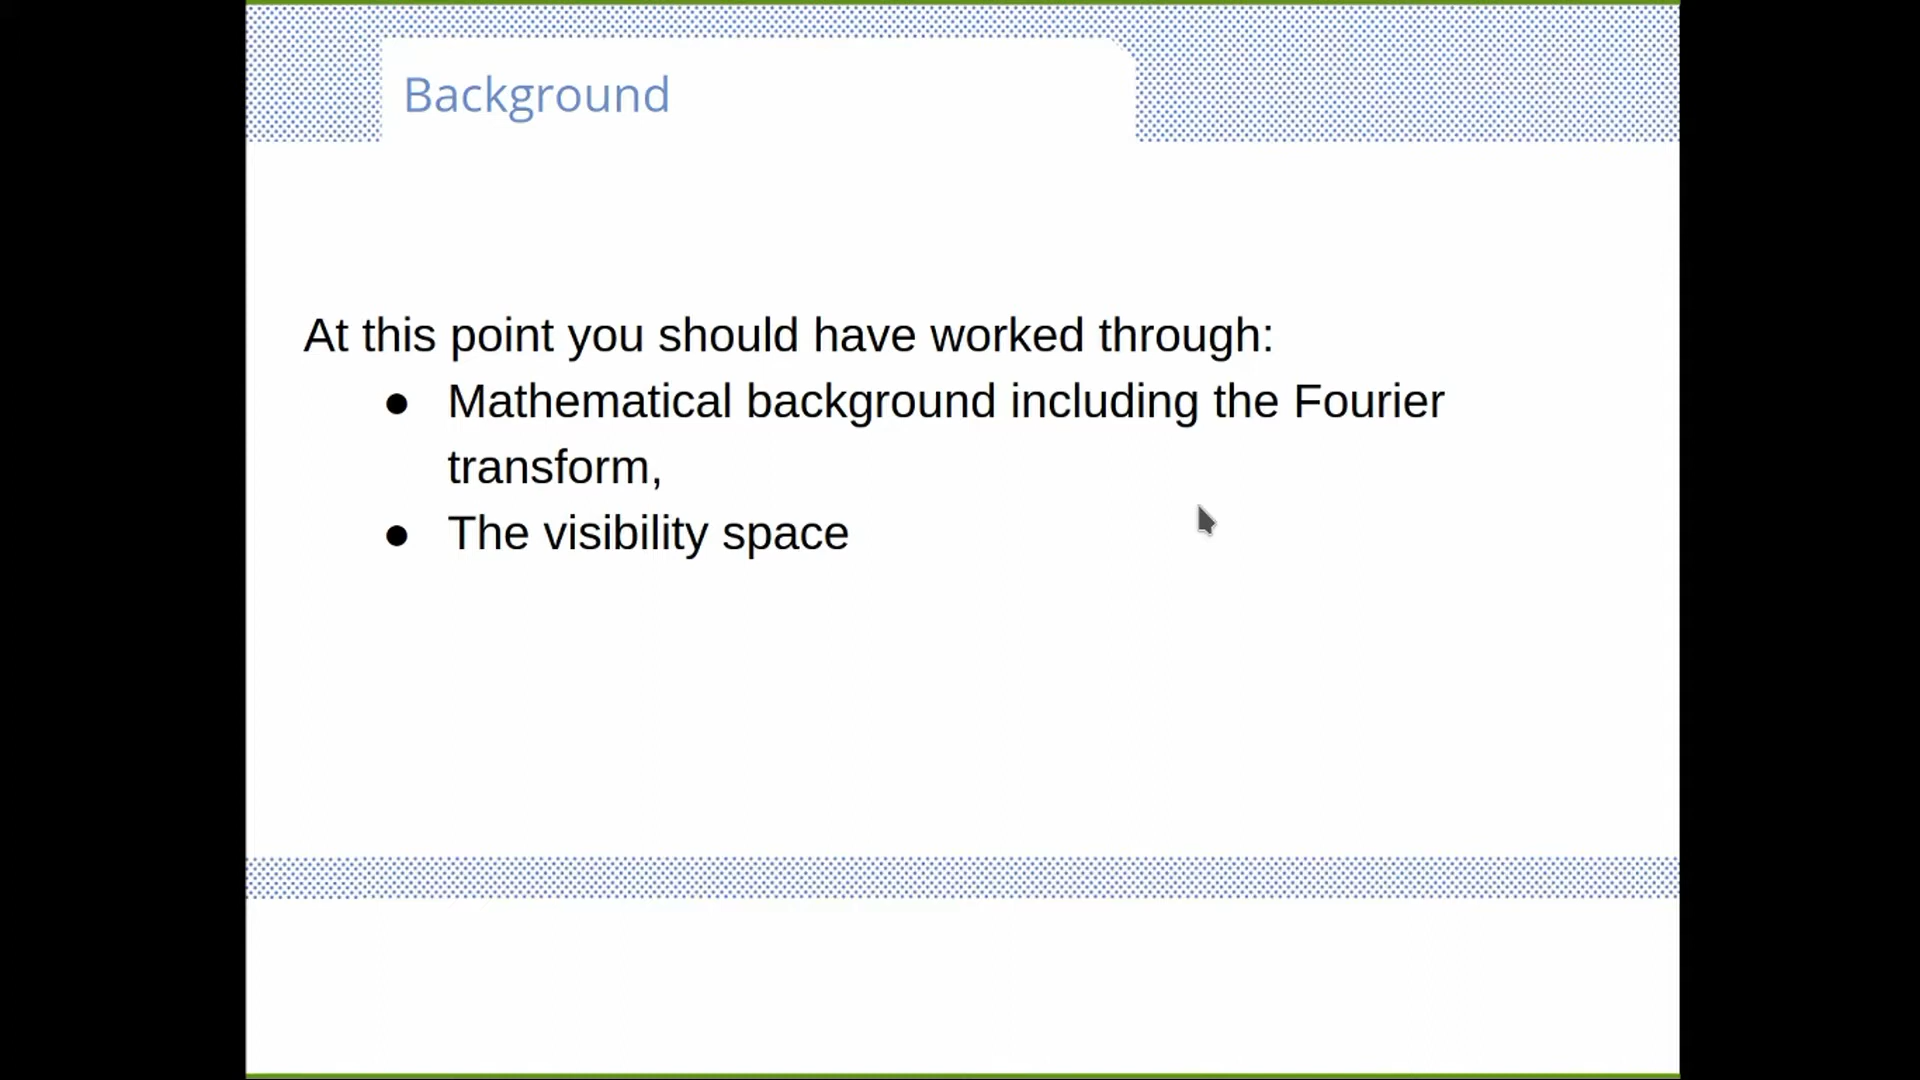 Background
At this point you should have worked through:
● Mathematical background including the Fourier
transform,
● The visibility space